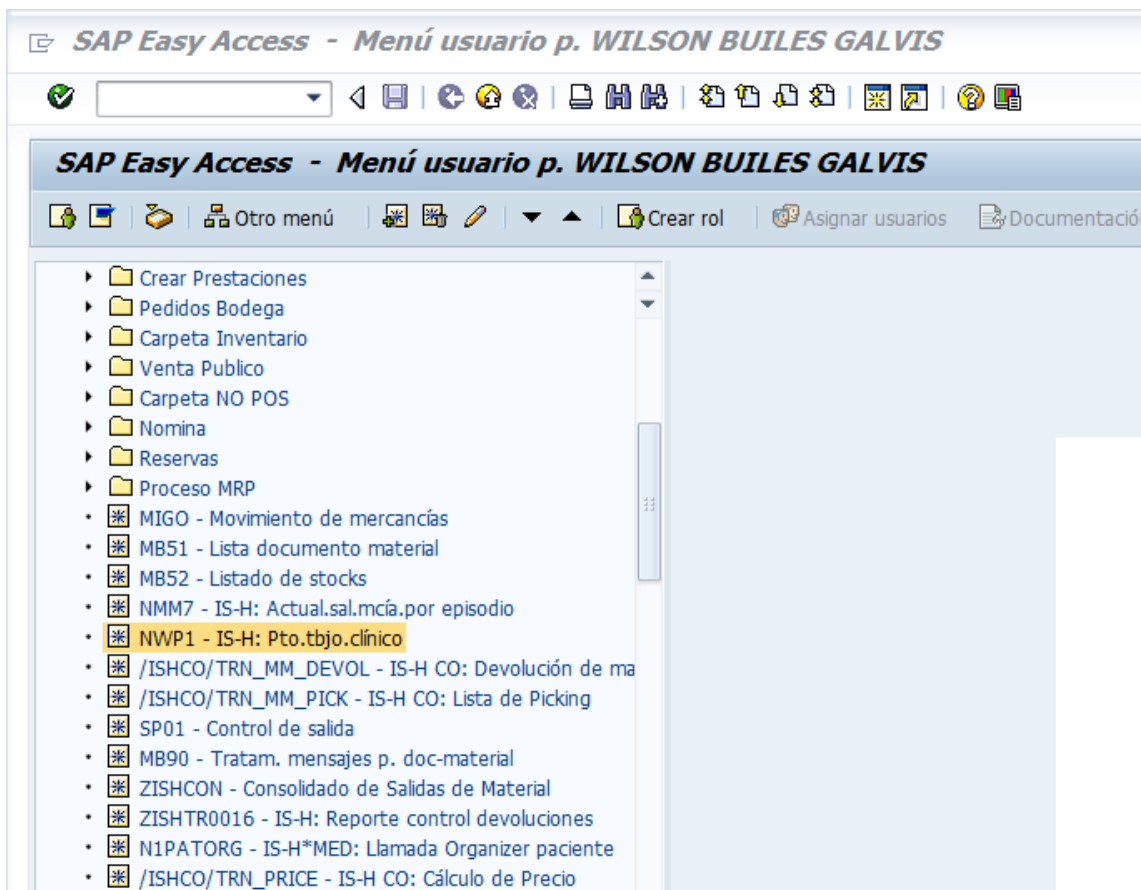 SAP Easy Access - Menú usuario p. WILSON BUILES GALVIS
SAP Easy Access - Menú usuario p. WILSON BUILES GALVIS
Otro menú Crear rol Asignar usuarios Documentació
Crear Prestaciones
Pedidos Bodega
Carpeta Inventario
Venta Publico
Carpeta NO POS
Nomina
Reservas
Proceso MRP
MIGO - Movimiento de mercancías
MB51 - Lista documento material
MB52 - Listado de stocks
NMM7 - IS-H: Actual.sal.mcía.por episodio
NWP1 - IS-H: Pto.tbjo.clínico
/ISHCO/TRN_MM_DEVOL - IS-H CO: Devolución de ma
/ISHCO/TRN_MM_PICK - IS-H CO: Lista de Picking
SP01 - Control de salida
MB90 - Tratam. mensajes p. doc-material
ZISHCON - Consolidado de Salidas de Material
ZISHTR0016 - IS-H: Reporte control devoluciones
N1PATORG - IS-H*MED: Llamada Organizer paciente
/ISHCO/TRN_PRICE - IS-H CO: Cálculo de Precio